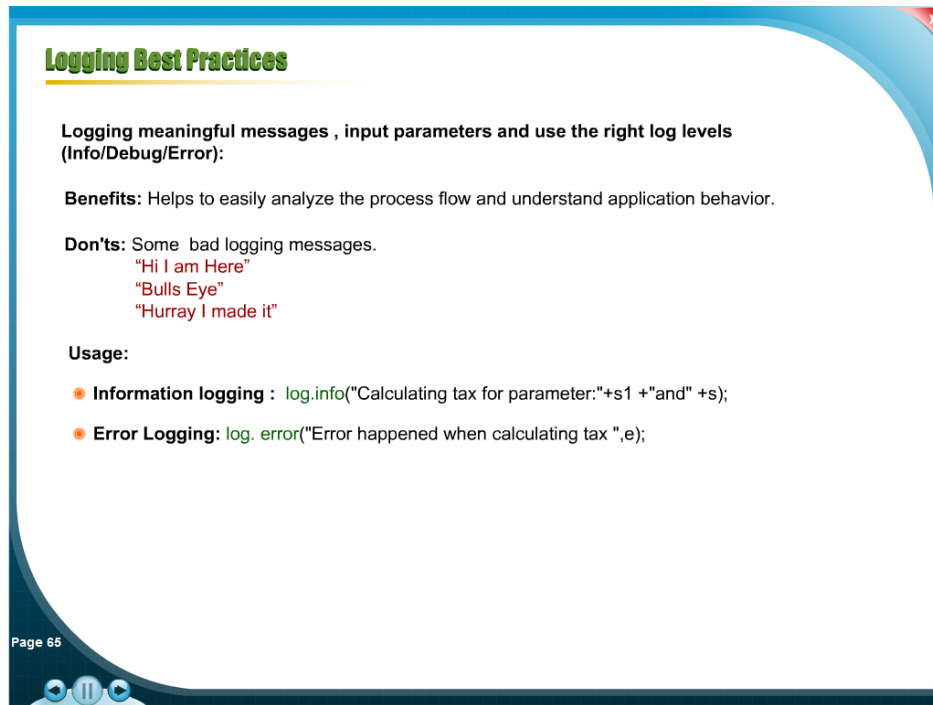 Logging Best Practices
Logging meaningful messages , input parameters and use the right log levels
(Info/Debug/Error):
Benefits: Helps to easily analyze the process flow and understand application behavior.
Don'ts: Some  bad logging messages.
“Hi I am Here”
“Bulls Eye”
“Hurray I made it”
Usage:
Information logging :  log.info("Calculating tax for parameter:"+s1 +"and" +s);
Error Logging: log. error("Error happened when calculating tax ",e);
Page 65